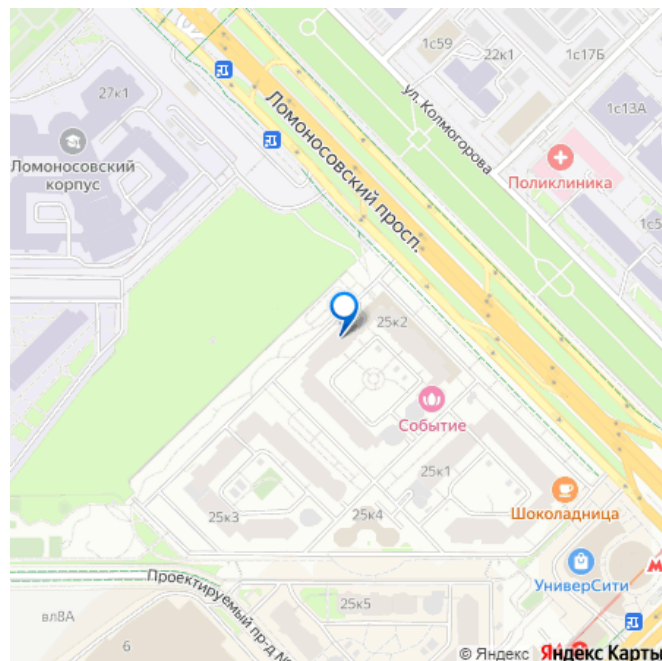 1с59
22к1
1с17Б
27к1
ул. Колмогорова
1с13А
Ломоносовский просп.
Ломоносовский
корпус
Поликлиника
25к2
Событие
25к1
Шоколадница
25к3
25к4
УниверСити
Проектируемый пр-д №
вл8А
6
25к5
© Яндекс
Яндекс Карты